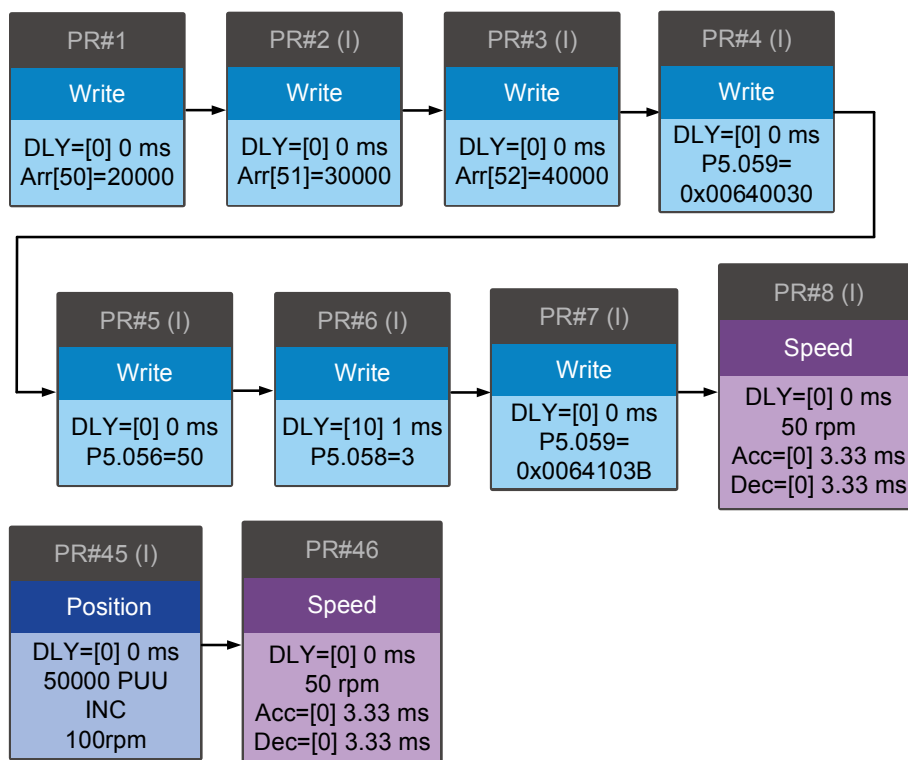 PR#1
Write
DLY=[0] 0 ms
Arr[50]=20000
PR#2 (I)
Write
DLY=[0] 0 ms
Arr[51]=30000
PR#3 (I)
Write
DLY=[0] 0 ms
Arr[52]=40000
PR#4 (I)
Write
DLY=[0] 0 ms
P5.059=
0x00640030
PR#5 (I)
Write
DLY=[0] 0 ms
P5.056=50
PR#6 (I)
Write
DLY=[10] 1 ms
P5.058=3
PR#7 (I)
Write
DLY=[0] 0 ms
P5.059=
0x0064103B
PR#8 (I)
Speed
DLY=[0] 0 ms
50 rpm
Acc=[0] 3.33 ms
Dec=[0] 3.33 ms
PR#45 (I)
Position
DLY=[0] 0 ms
50000 PUU
INC
100rpm
PR#46
Speed
DLY=[0] 0 ms
50 rpm
Acc=[0] 3.33 ms
Dec=[0] 3.33 ms